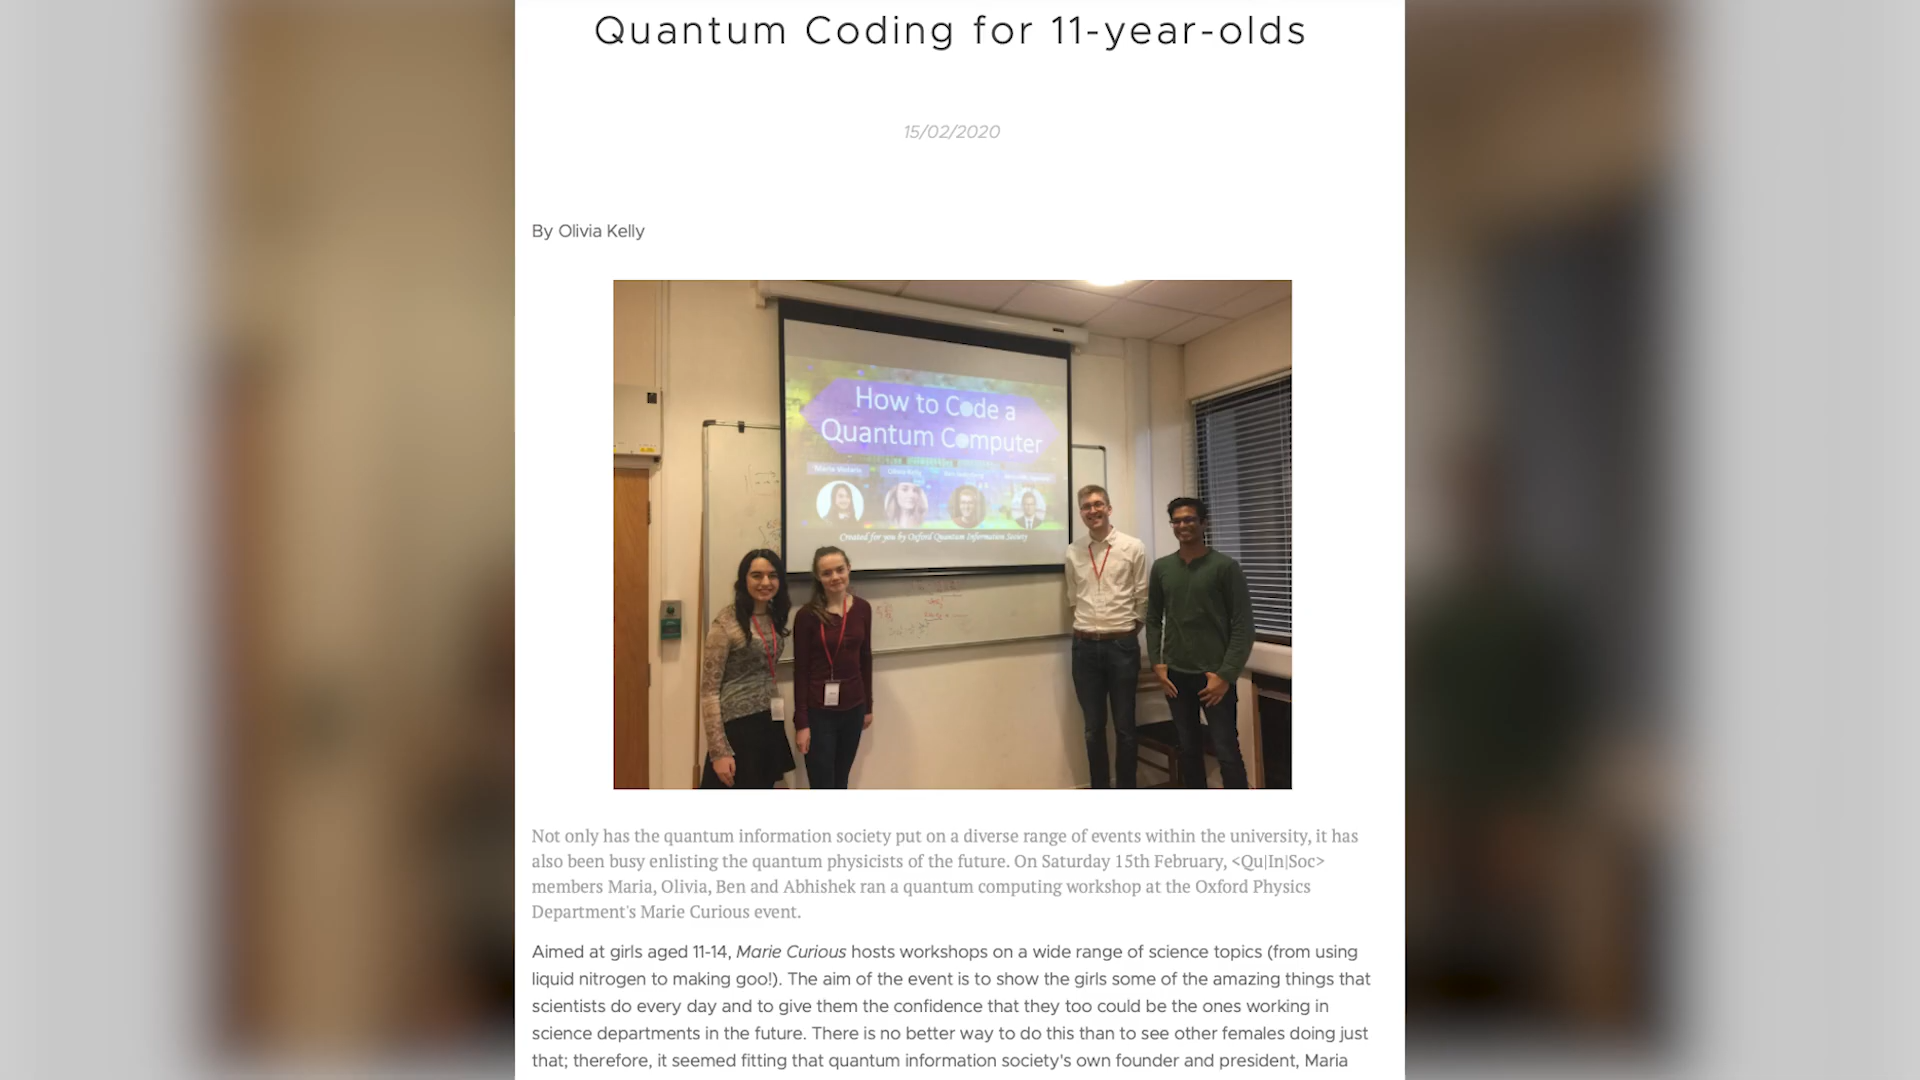 Quantum Coding for 11-year-olds
15/02/2020
By Olivia Kelly
How to Code a
Quantum Computer
Created for you by Oxford Quantum Information Society
Not only has the quantum information society put on a diverse range of events within the university, it has
also been busy enlisting the quantum physicists of the future. On Saturday 15th February, <Qu|In|Soc>
members Maria, Olivia, Ben and Abhishek ran a quantum computing workshop at the Oxford Physics
Department's Marie Curious event.
Aimed at girls aged 11-14, Marie Curious hosts workshops on a wide range of science topics (from using
liquid nitrogen to making goo!). The aim of the event is to show the girls some of the amazing things that
scientists do every day and to give them the confidence that they too could be the ones working in
science departments in the future. There is no better way to do this than to see other females doing just
that; therefore, it seemed fitting that quantum information society's own founder and president, Maria